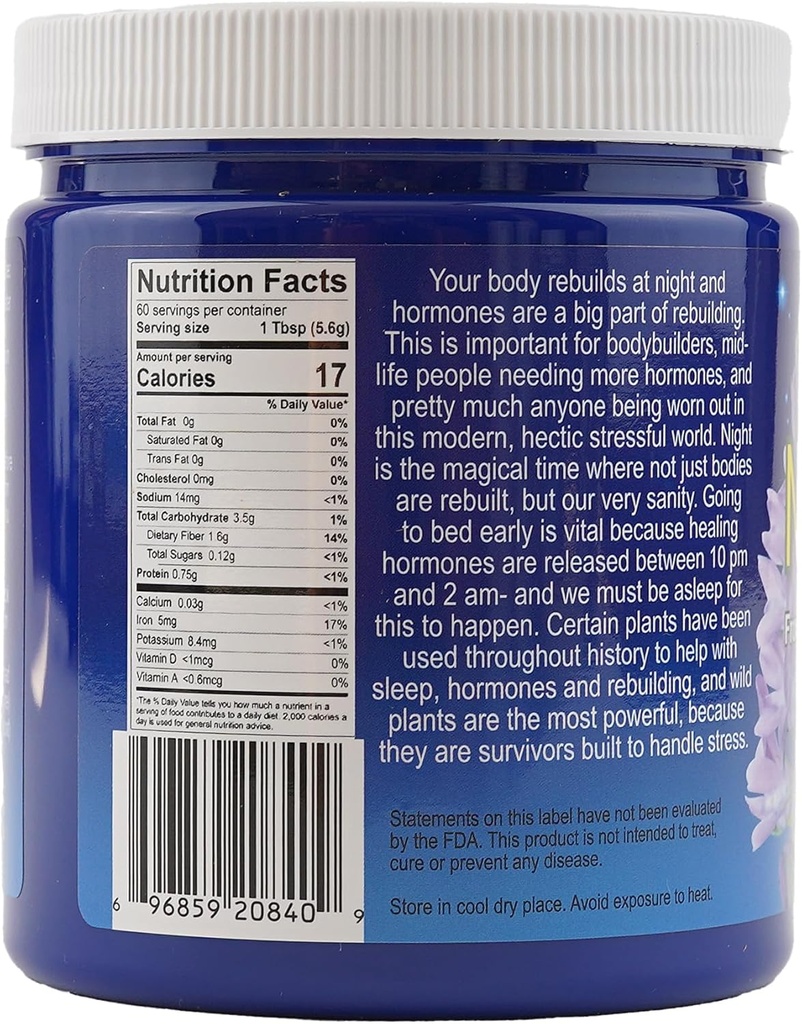 Nutrition Facts
60 servings per container
Serving size 1 Tbsp (5.6g)
Amount per serving
Calories 17
% Daily Value*
Total Fat 0g 0%
Saturated Fat 0g 0%
Trans Fat 0g 0%
Cholesterol 0mg 0%
Sodium 14mg <1%
Total Carbohydrate 3.5g 1%
Dietary Fiber 1 6g 14%
Total Sugars 0.12g <1%
Protein 0.75g <1%
Calcium 0.03g <1%
Iron 5mg 17%
Potassium 8.4mg <1%
Vitamin D <1mcg 0%
Vitamin A <0.6mcg 0%
*The % Daily Value tells you how much a nutrient in a
serving of food contributes to a daily diet. 2,000 calories a
day is used for general nutrition advice.
6 96859 20840 9
Your body rebuilds at night and
hormones are a big part of rebuilding.
This is important for bodybuilders, mid-
life people needing more hormones, and
pretty much anyone being worn out in
this modern, hectic stressful world. Night
is the magical time where not just bodies
are rebuilt, but our very sanity. Going
to bed early is vital because healing
hormones are released between 10 pm
and 2 am- and we must be asleep for
this to happen. Certain plants have been
used throughout history to help with
sleep, hormones and rebuilding, and wild
plants are the most powerful, because
they are survivors built to handle stress.
Statements on this label have not been evaluated
by the FDA. This product is not intended to treat,
cure or prevent any disease.
Store in cool dry place. Avoid exposure to heat.